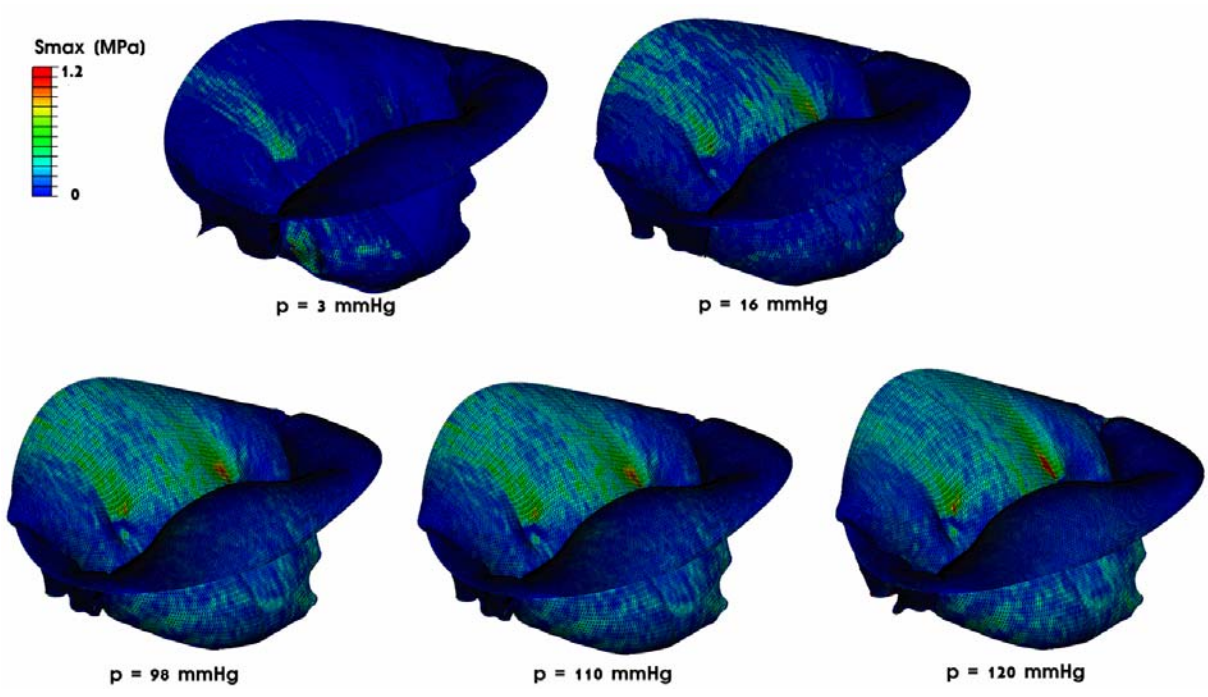 Smax (MPa)
1.2
0
p = 3 mmHg
p = 16 mmHg
p = 98 mmHg
p = 110 mmHg
p = 120 mmHg